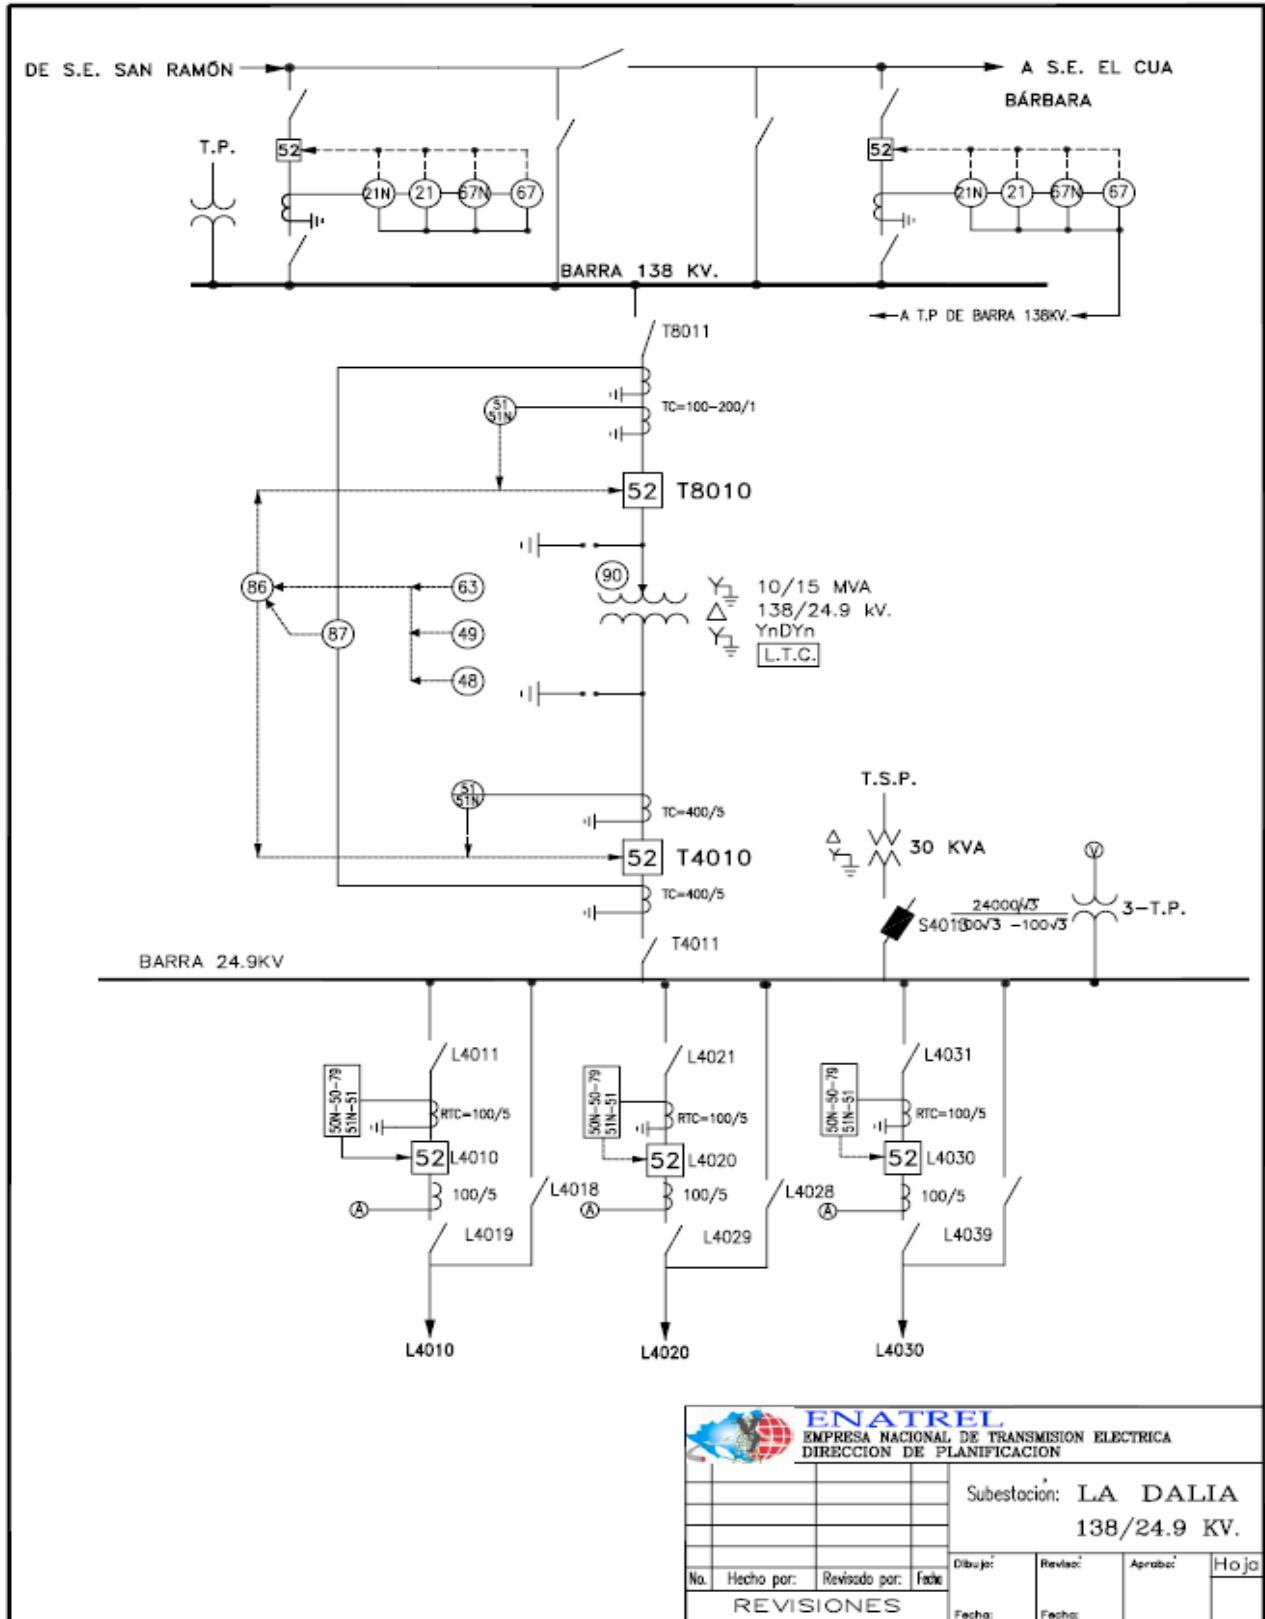 DE S.E. SAN RAMÓN
A S.E. EL CUA
BÁRBARA
T.P.
52
21N 21 67N 67
52
21N 21 67N 67
BARRA 138 KV.
A T.P DE BARRA 138KV.
T8011
TC=100-200/1
51
51N
52 T8010
90
10/15 MVA
138/24.9 kV.
YnDYn
L.T.C.
86
63
87
49
48
51
51N
TC=400/5
52 T4010
TC=400/5
T4011
T.S.P.
30 KVA
S4013
24000/√3
00√3 -100√3
V
3-T.P.
BARRA 24.9KV
L4011
50N-50-79
51N-51
RTC=100/5
52 L4010
100/5
A
L4018
L4019
L4010
L4021
50N-50-79
51N-51
RTC=100/5
52 L4020
100/5
A
L4028
L4029
L4020
L4031
50N-50-79
51N-51
RTC=100/5
52 L4030
100/5
A
L4039
L4030
ENATREL
EMPRESA NACIONAL DE TRANSMISION ELECTRICA
DIRECCION DE PLANIFICACION
Subestación: LA DALIA
138/24.9 KV.
No. Hecho por: Revisado por: Fecha
REVISIONES
Dibujo: Reviso: Aprobo: Hoja
Fecha: Fecha: